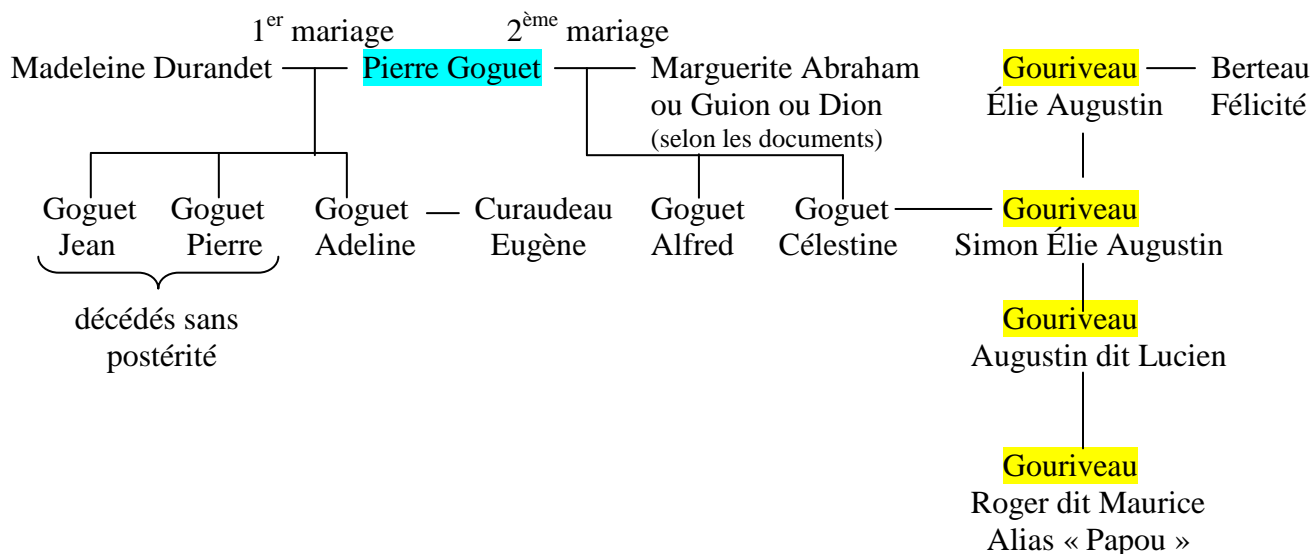 1er mariage 2ème mariage
Madeleine Durandet Pierre Goguet Marguerite Abraham
ou Guion ou Dion
(selon les documents)
Gouriveau Berteau
Élie Augustin Félicité
Goguet Goguet Goguet Curaudeau Goguet Goguet Gouriveau
Jean Pierre Adeline Eugène Alfred Célestine Simon Élie Augustin
décédés sans
postérité
Gouriveau
Augustin dit Lucien
Gouriveau
Roger dit Maurice
Alias « Papou »